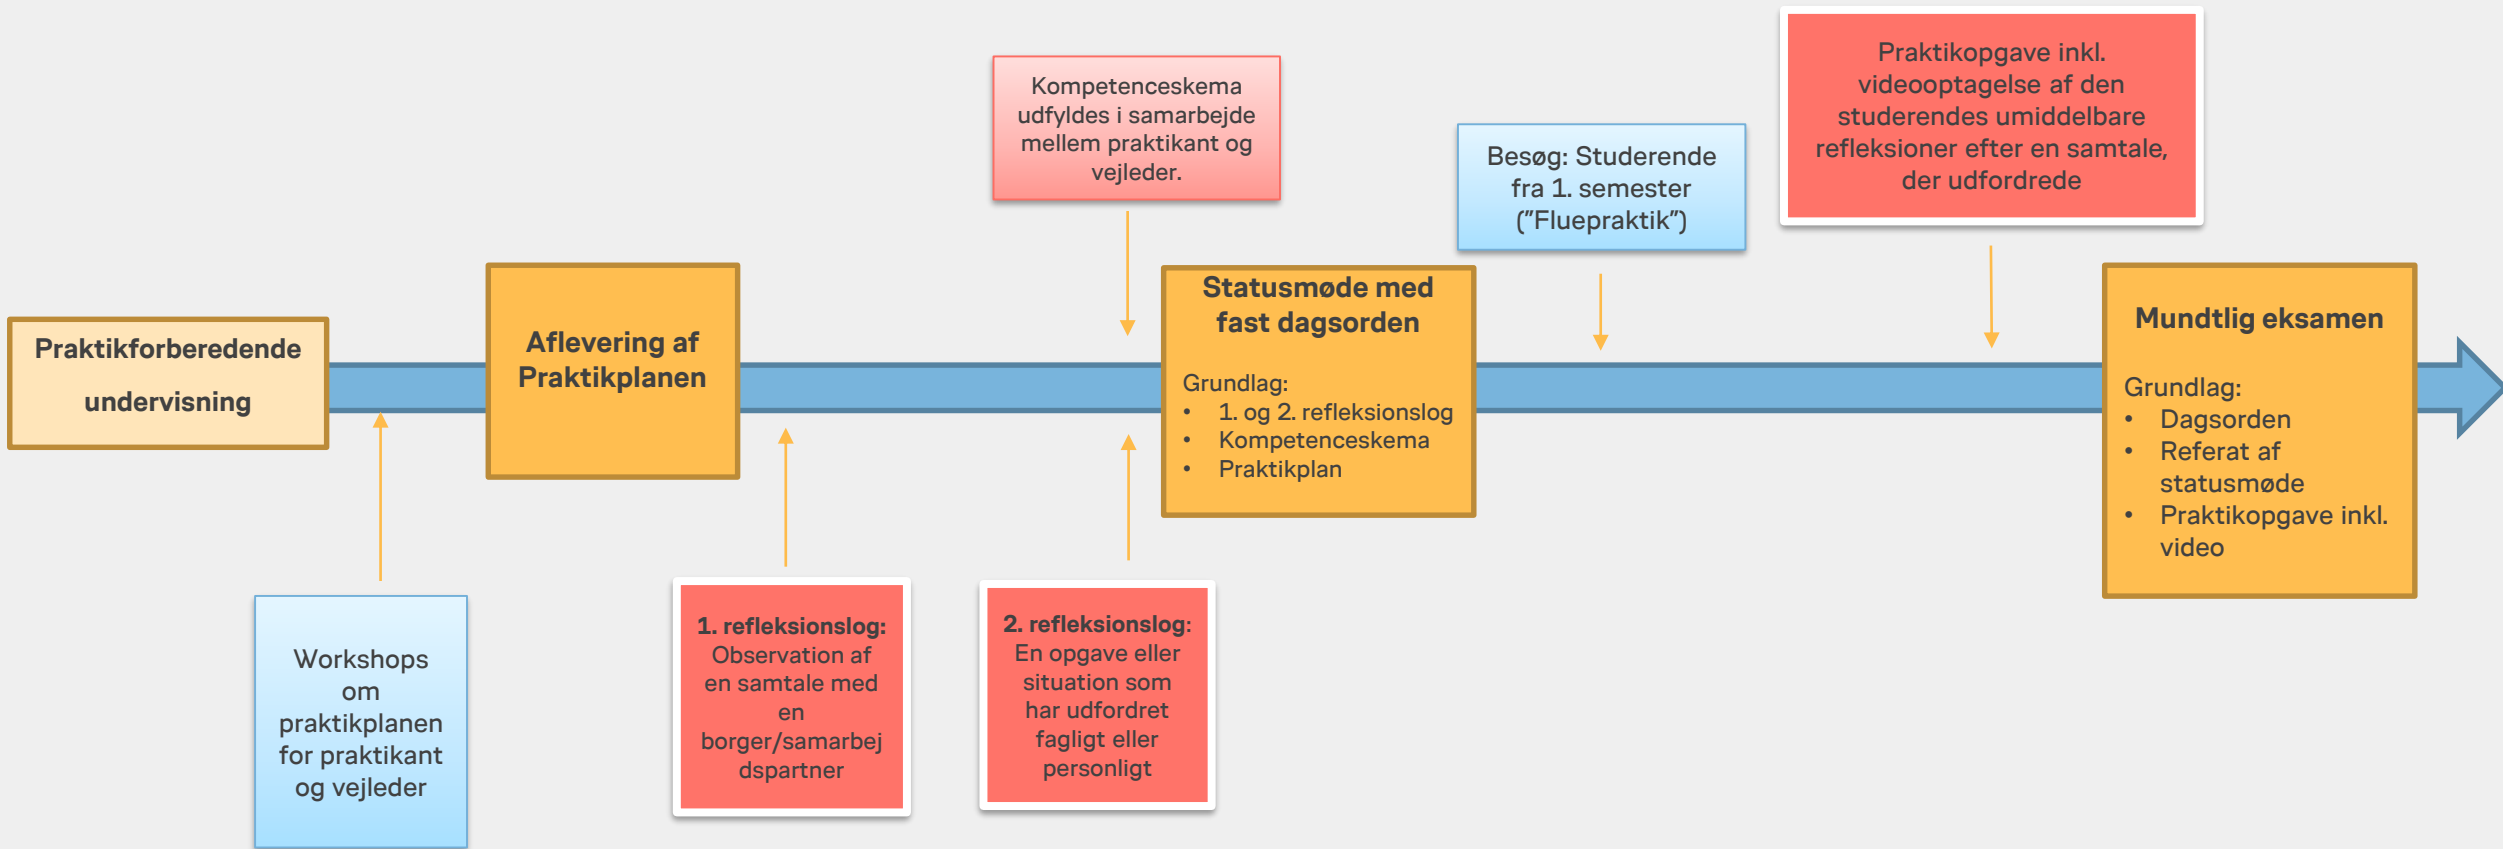 Praktikforberedende
undervisning
Workshops
om
praktikplanen
for praktikant
og vejleder
Aflevering af
Praktikplanen
1. refleksionslog:
Observation af
en samtale med
en
borger/samarbej
dspartner
Kompetenceskema
udfyldes i samarbejde
mellem praktikant og
vejleder.
2. refleksionslog:
En opgave eller
situation som
har udfordret
fagligt eller
personligt
Statusmøde med
fast dagsorden
Grundlag:
• 1. og 2. refleksionslog
• Kompetenceskema
• Praktikplan
Besøg: Studerende
fra 1. semester
(”Fluepraktik”)
Praktikopgave inkl.
videooptagelse af den
studerendes umiddelbare
refleksioner efter en samtale,
der udfordrede
Mundtlig eksamen
Grundlag:
• Dagsorden
• Referat af
statusmøde
• Praktikopgave inkl.
video